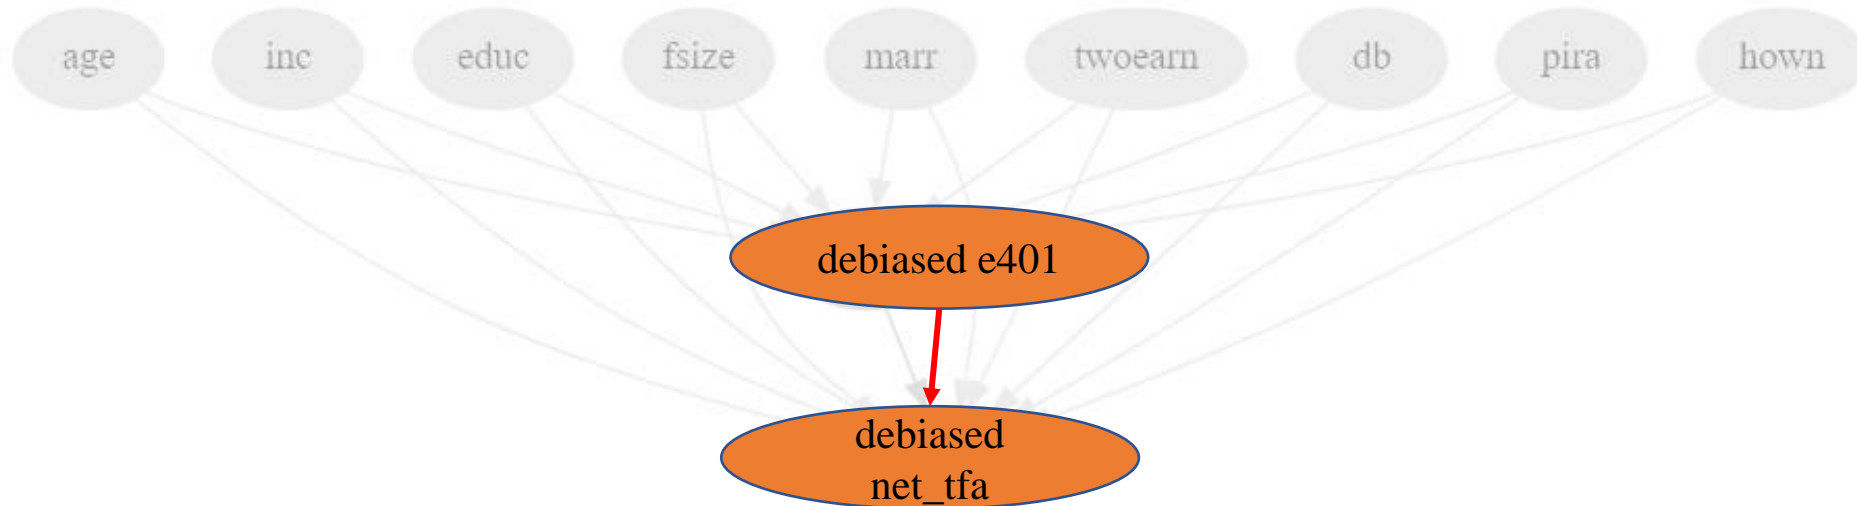 age inc educ fsize marr twoearn db pira hown
debiased e401
debiased
net_tfa